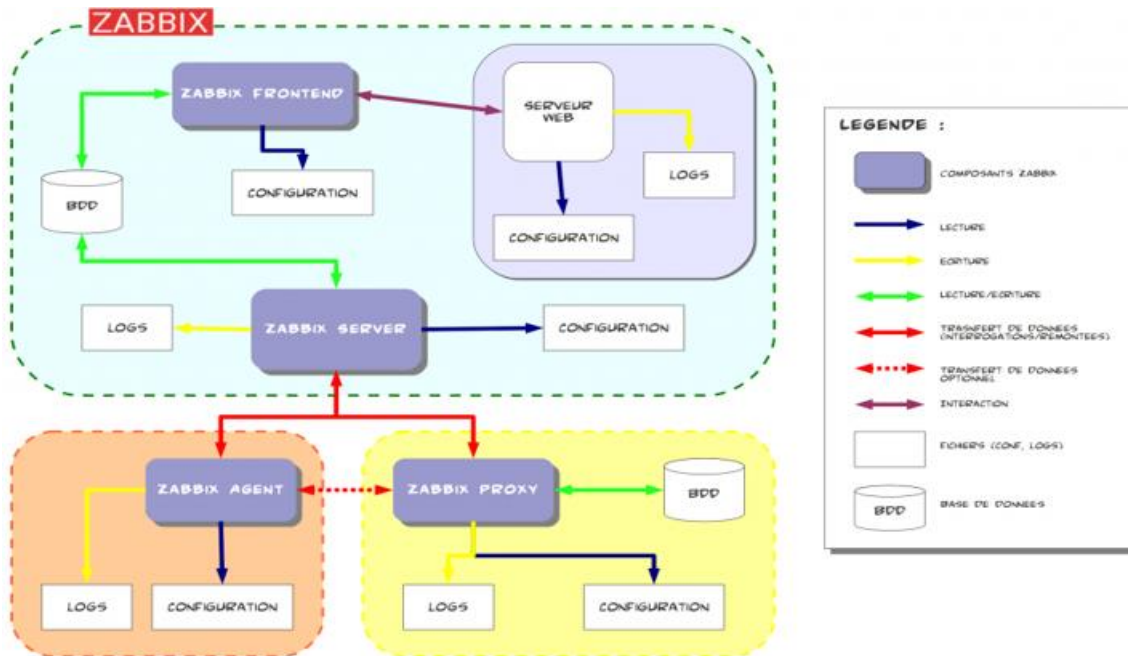 ZABBIX
ZABBIX FRONTEND
SERVEUR
WEB
LOGS
CONFIGURATION
BDD
CONFIGURATION
LOGS
ZABBIX SERVER
CONFIGURATION
ZABBIX AGENT
ZABBIX PROXY
BDD
LOGS
CONFIGURATION
LOGS
CONFIGURATION
LEGENDE :
COMPOSANTS ZABBIX
LECTURE
ECRITURE
LECTURE/ECRITURE
TRASNFERT DE DONNEES
(INTERROGATIONS/REMONTEES)
TRANSFERT DE DONNEES
OPTIONNEL
INTERACTION
FICHIERS (CONF, LOGS)
BDD
BASE DE DONNEES